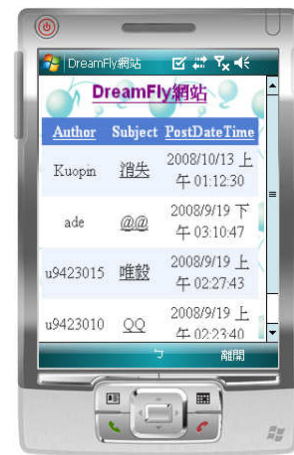 DreamFly網站
DreamFly網站
Author Subject PostDateTime
Kuopin 消失 2008/10/13 上
午 01:12:30
ade @@ 2008/9/19 下
午 03:10:47
u9423015 唯毅 2008/9/19 上
午 02:27:43
u9423010 QQ 2008/9/19 上
午 02:23:40
ㄅ 離開